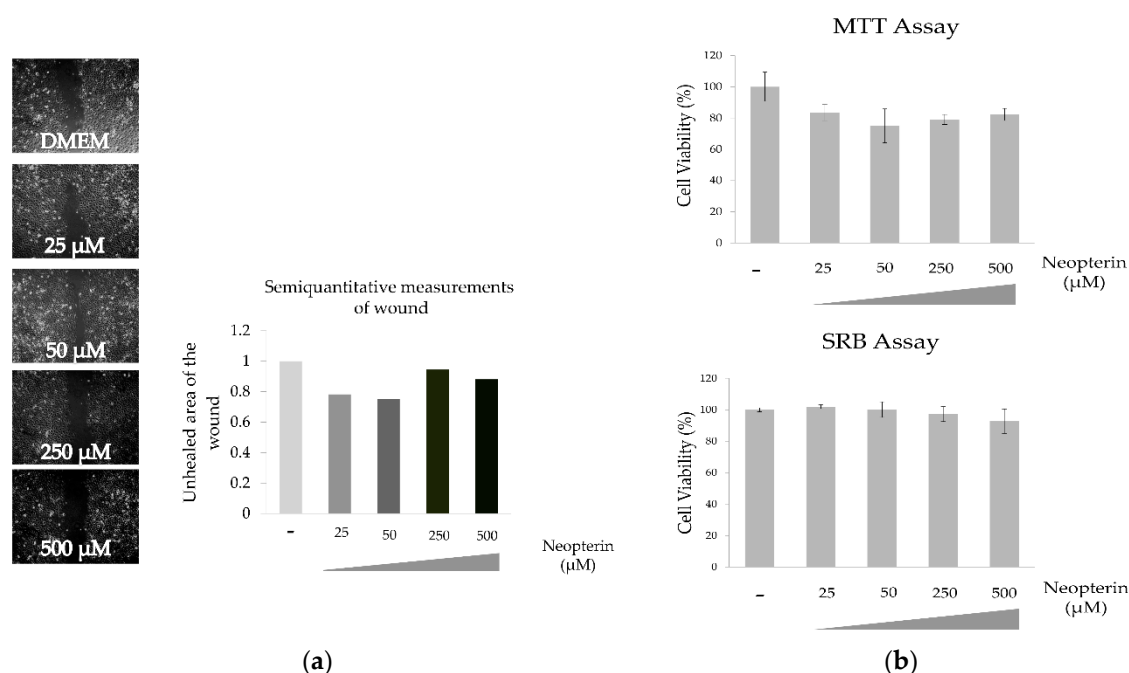 DMEM
25 μM
50 μM
250 μM
500 μM
Semiquantitative measurements
of wound
Unhealed area of the
wound
1.2
1
0.8
0.6
0.4
0.2
0
– 25 50 250 500
Neopterin
(μM)
(a)
MTT Assay
Cell Viability (%)
120
100
80
60
40
20
0
– 25 50 250 500
Neopterin
(μM)
SRB Assay
Cell Viability (%)
120
100
80
60
40
20
0
– 25 50 250 500
Neopterin
(μM)
(b)